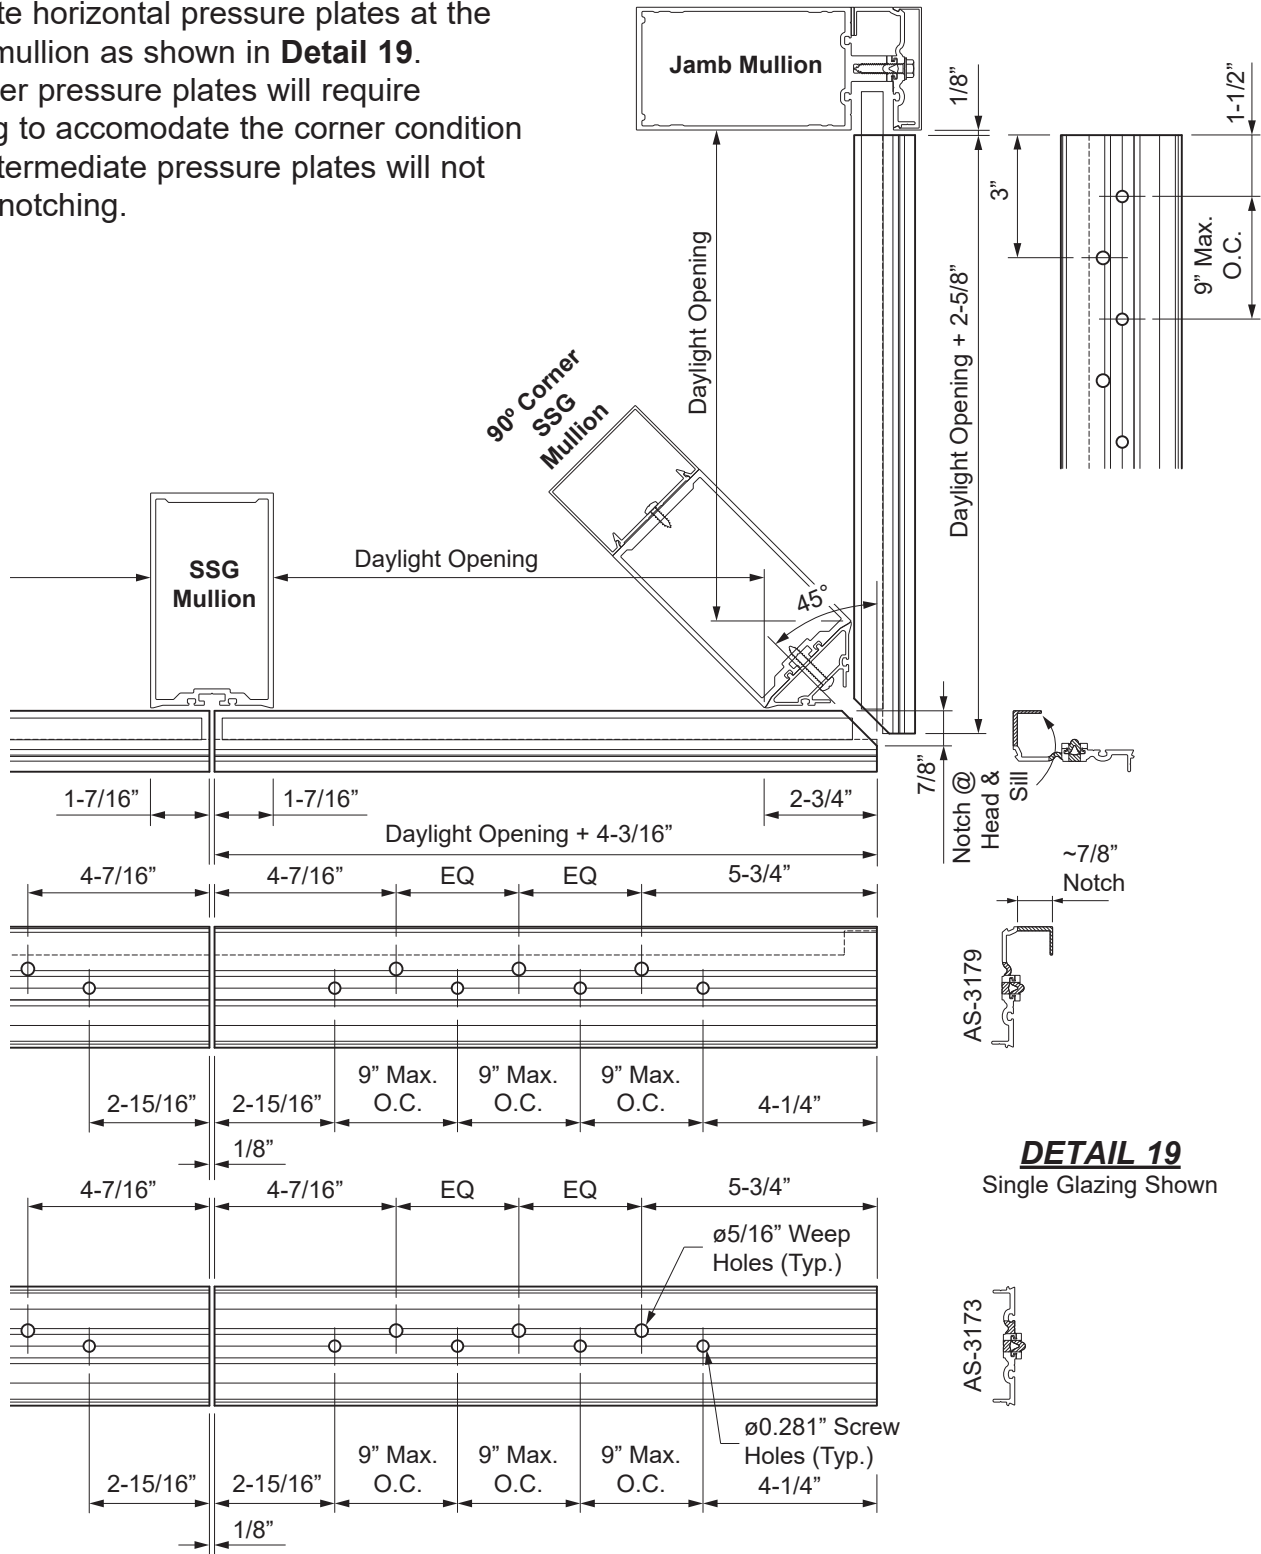 te horizontal pressure plates at the
mullion as shown in Detail 19.
er pressure plates will require
g to accomodate the corner condition
termediate pressure plates will not
notching.
Jamb Mullion
1/8”
1-1/2”
3”
9” Max.
O.C.
Daylight Opening
Daylight Opening + 2-5/8”
90º Corner
SSG
Mullion
SSG
Mullion
Daylight Opening
45°
7/8”
Notch @
Head &
Sill
1-7/16”
1-7/16”
2-3/4”
Daylight Opening + 4-3/16”
~7/8”
Notch
4-7/16”
4-7/16”
EQ
EQ
5-3/4”
AS-3179
9” Max.
O.C.
9” Max.
O.C.
9” Max.
O.C.
2-15/16”
2-15/16”
4-1/4”
1/8”
DETAIL 19
Single Glazing Shown
4-7/16”
4-7/16”
EQ
EQ
5-3/4”
ø5/16” Weep
Holes (Typ.)
AS-3173
ø0.281” Screw
Holes (Typ.)
9” Max.
O.C.
9” Max.
O.C.
9” Max.
O.C.
2-15/16”
2-15/16”
4-1/4”
1/8”